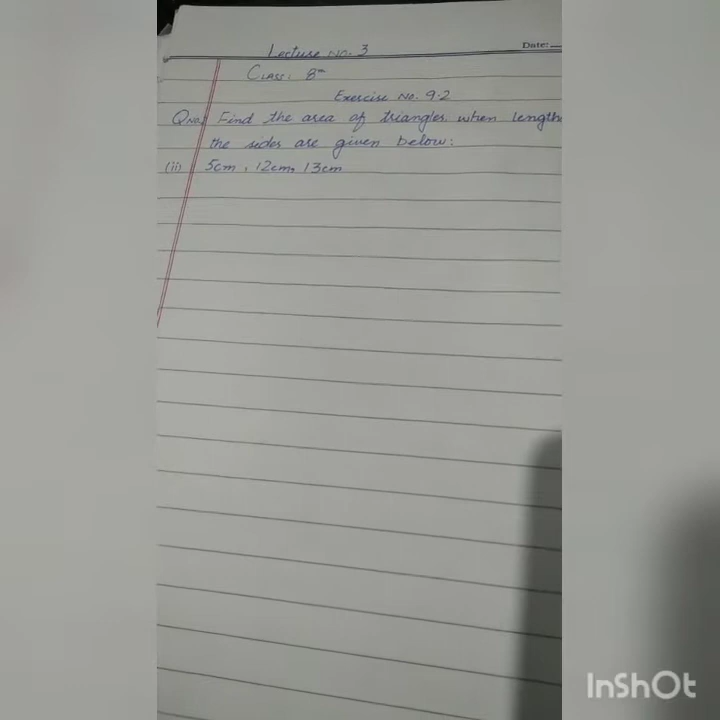 Date:
Lecture No. 3
Class: 8th
Exercise No. 9.2
QNo. Find the area of triangles when length
the sides are given below:
(ii) 5cm, 12cm, 13cm
InShOt